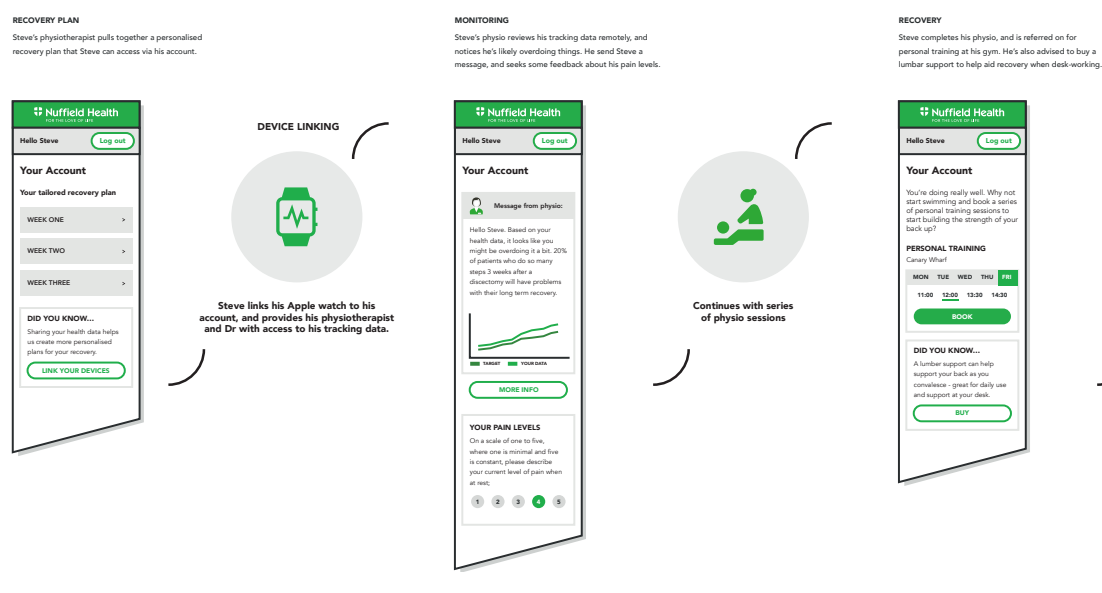 RECOVERY PLAN
Steve's physiotherapist pulls together a personalised
recovery plan that Steve can access via his account.
Nuffield Health
FOR THE LOVE OF LIFE
Hello Steve
Log out
Your Account
Your tailored recovery plan
WEEK ONE >
WEEK TWO >
WEEK THREE >
DID YOU KNOW...
Sharing your health data helps
us create more personalised
plans for your recovery.
LINK YOUR DEVICES
DEVICE LINKING
Steve links his Apple watch to his
account, and provides his physiotherapist
and Dr with access to his tracking data.
MONITORING
Steve's physio reviews his tracking data remotely, and
notices he's likely overdoing things. He send Steve a
message, and seeks some feedback about his pain levels.
Nuffield Health
FOR THE LOVE OF LIFE
Hello Steve
Log out
Your Account
Message from physio:
Hello Steve. Based on your
health data, it looks like you
might be overdoing it a bit. 20%
of patients who do so many
steps 3 weeks after a
discectomy will have problems
with their long term recovery.
TARGET YOUR DATA
MORE INFO
YOUR PAIN LEVELS
On a scale of one to five,
where one is minimal and five
is constant, please describe
your current level of pain when
at rest;
1 2 3 4 5
Continues with series
of physio sessions
RECOVERY
Steve completes his physio, and is referred on for
personal training at his gym. He's also advised to buy a
lumbar support to help aid recovery when desk-working.
Nuffield Health
FOR THE LOVE OF LIFE
Hello Steve
Log out
Your Account
You're doing really well. Why not
start swimming and book a series
of personal training sessions to
start building the strength of your
back up?
PERSONAL TRAINING
Canary Wharf
MON TUE WED THU FRI
11:00 12:00 13:30 14:30
BOOK
DID YOU KNOW...
A lumber support can help
support your back as you
convalesce - great for daily use
and support at your desk.
BUY